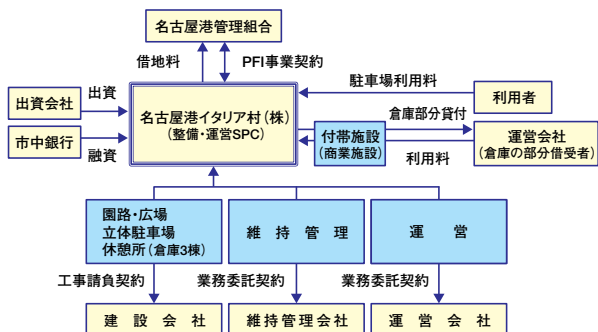 名古屋港管理組合
借地料
PFI事業契約
出資会社
出資
市中銀行
融資
名古屋港イタリア村(株)
(整備・運営SPC)
駐車場利用料
利用者
倉庫部分貸付
付帯施設
(商業施設)
利用料
運営会社
(倉庫の部分借受者)
園路・広場
立体駐車場
休憩所(倉庫3棟)
維持管理
運営
工事請負契約
業務委託契約
業務委託契約
建設会社
維持管理会社
運営会社